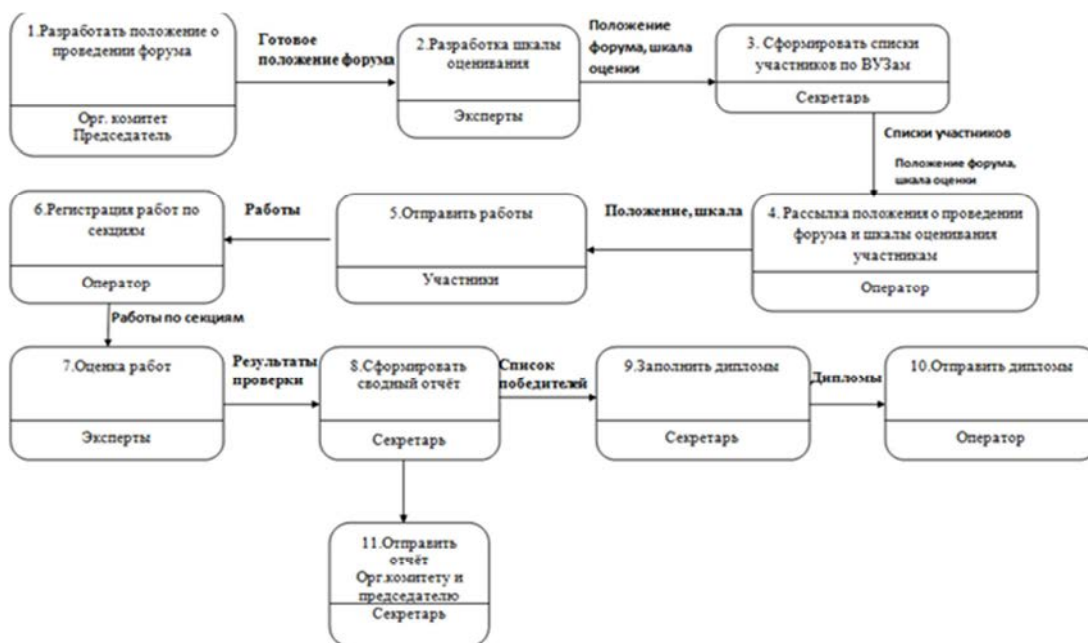 1.Разработать положение о
проведении форума
Орг. комитет
Председатель
Готовое
положение форума
2.Разработка шкалы
оценивания
Эксперты
Положение
форума, шкала
оценки
3. Сформировать списки
участников по ВУЗам
Секретарь
Списки участников
Положение форума,
шкала оценки
4. Рассылка положения о проведении
форума и шкалы оценивания
участникам
Оператор
Положение, шкала
5.Отправить работы
Участники
Работы
6.Регистрация работ по
секциям
Оператор
Работы по секциям
7.Оценка работ
Эксперты
Результаты
проверки
8.Сформировать
сводный отчёт
Секретарь
Список
победителей
9.Заполнить дипломы
Секретарь
Дипломы
10.Отправить дипломы
Оператор
11.Отправить
отчёт
Орг.комитету и
председателю
Секретарь